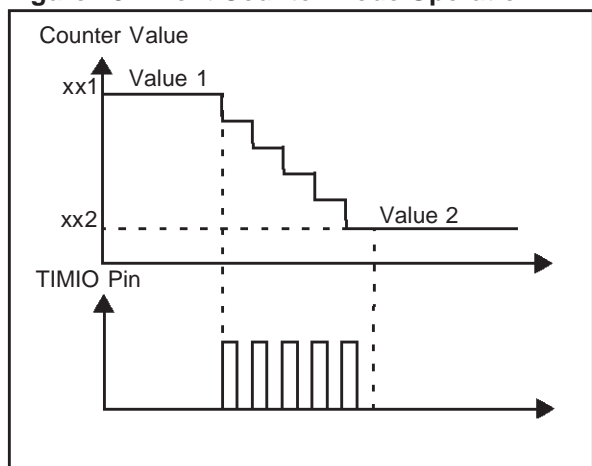 Counter Value
xx1
Value 1
xx2
Value 2
TIMIO Pin